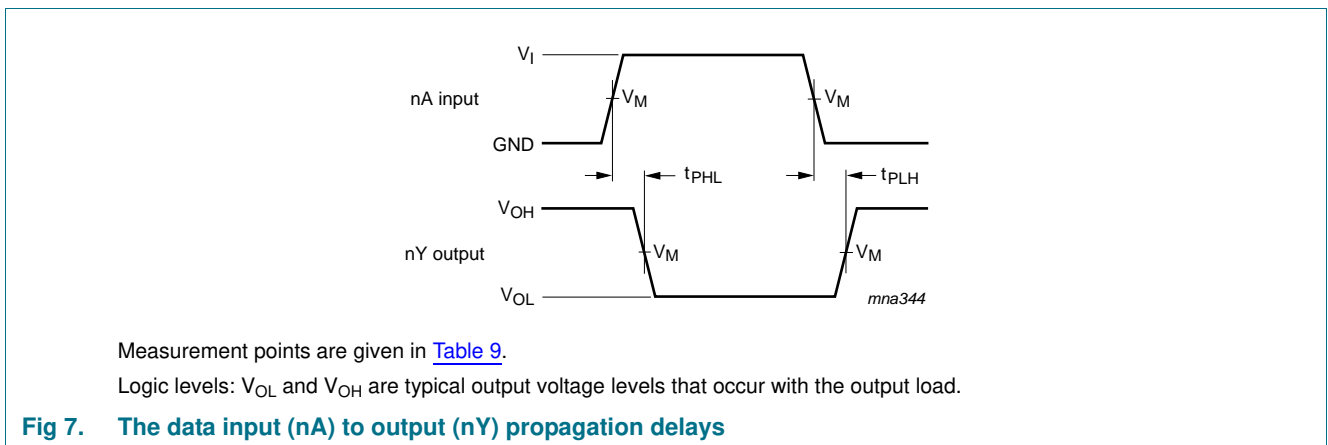 VI
nA input
VM
VM
GND
tPHL
tPLH
VOH
nY output
VM
VM
VOL
mna344
Measurement points are given in Table 9.
Logic levels: VOL and VOH are typical output voltage levels that occur with the output load.
Fig 7. The data input (nA) to output (nY) propagation delays